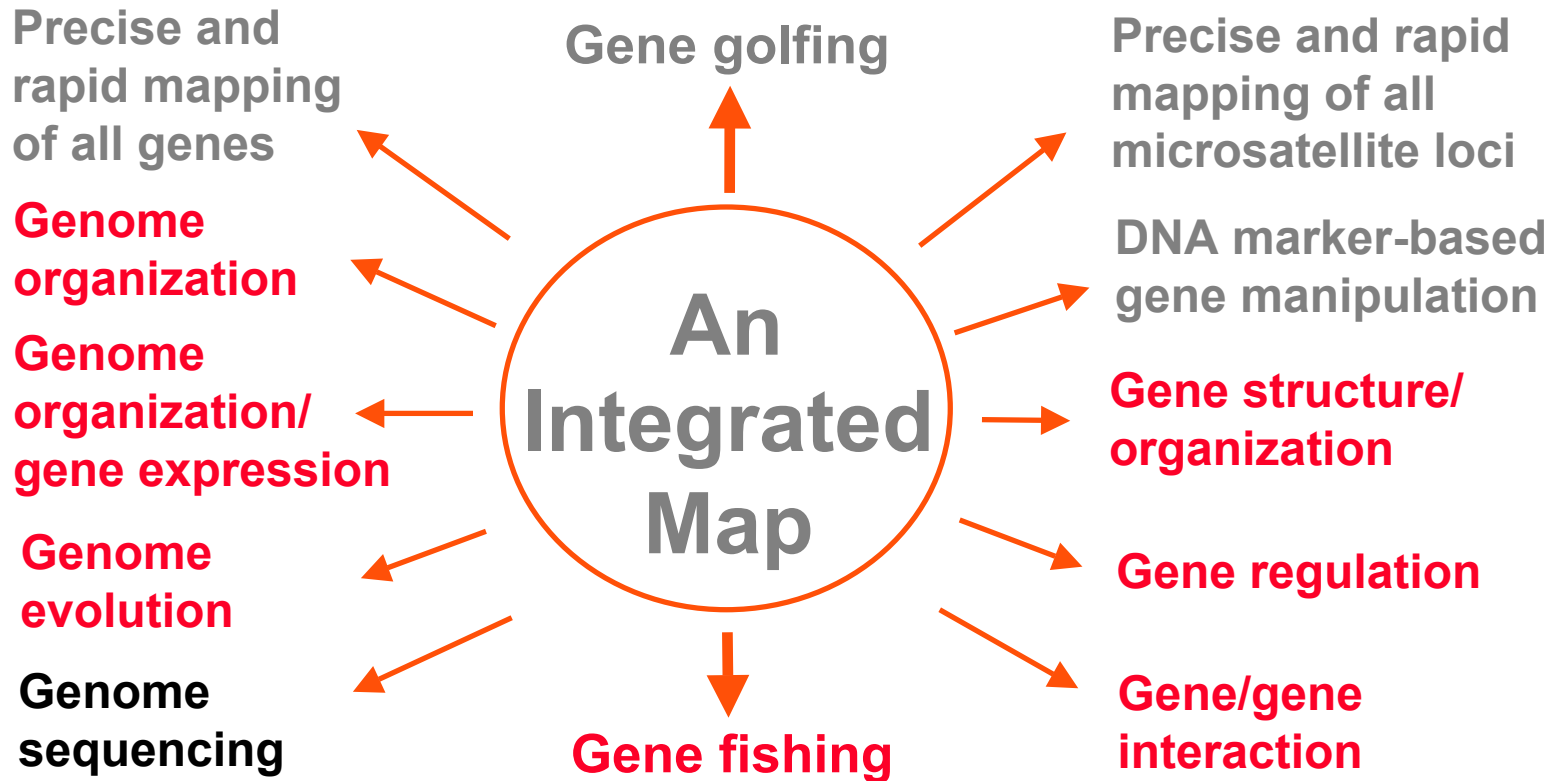 Precise and
rapid mapping
of all genes
Genome
organization
Genome
organization/
gene expression
Genome
evolution
Genome
sequencing
Gene golfing
An
Integrated
Map
Gene fishing
Precise and rapid
mapping of all
microsatellite loci
DNA marker-based
gene manipulation
Gene structure/
organization
Gene regulation
Gene/gene
interaction